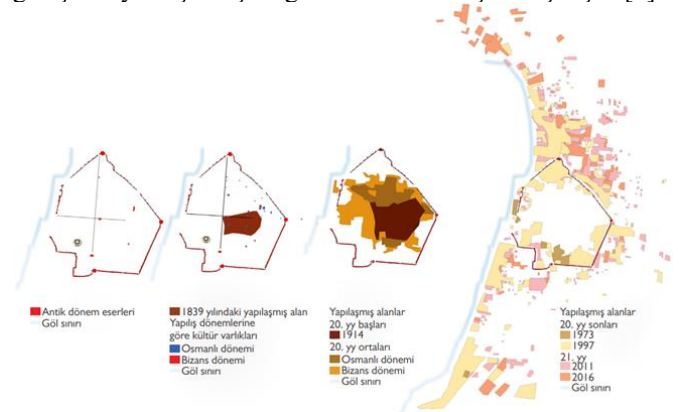 Antik dönem eserleri
Göl sınırı
1839 yılındaki yapılaşmış alan
Yapılış dönemlerine
göre kültür varlıkları
Osmanlı dönemi
Bizans dönemi
Göl sınırı
Yapılaşmış alanlar
20. yy başları
1914
20. yy ortaları
Osmanlı dönemi
Bizans dönemi
Göl sınırı
Yapılaşmış alanlar
20. yy sonları
1973
1997
21. yy
2011
2016
Göl sınırı